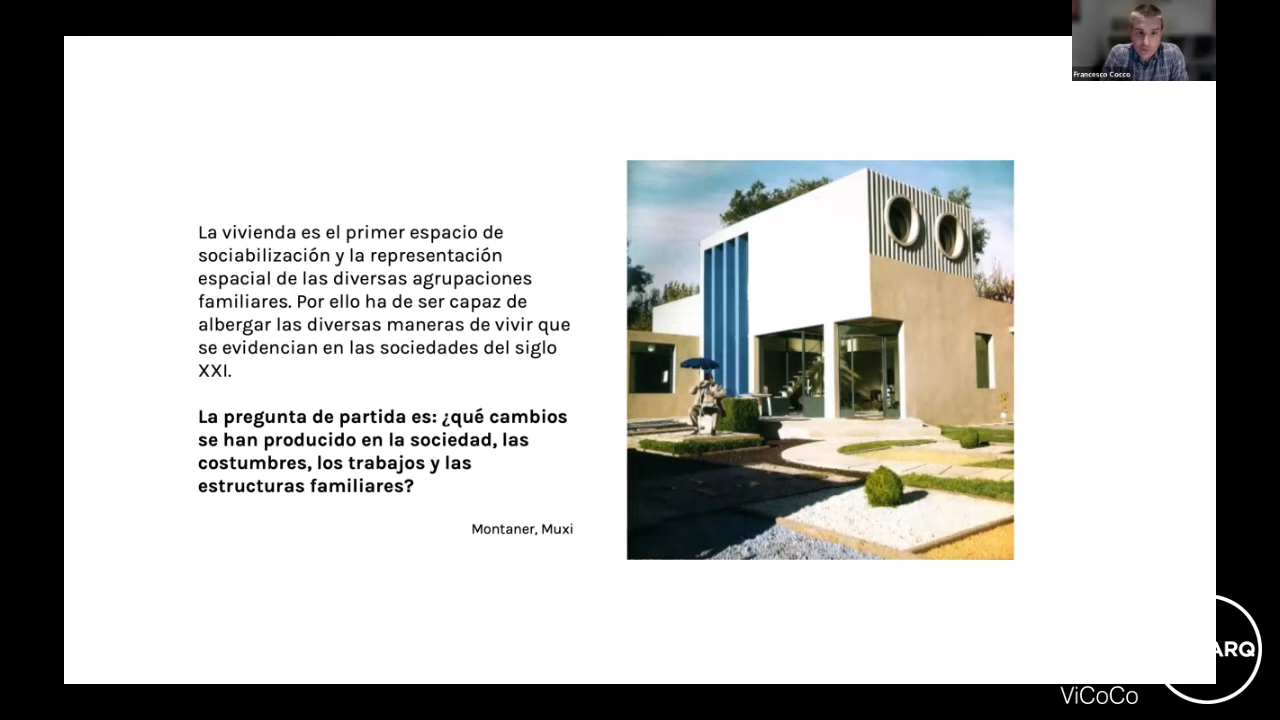 Francesco Cocco
La vivienda es el primer espacio de
sociabilización y la representación
espacial de las diversas agrupaciones
familiares. Por ello ha de ser capaz de
albergar las diversas maneras de vivir que
se evidencian en las sociedades del siglo
XXI.
La pregunta de partida es: ¿qué cambios
se han producido en la sociedad, las
costumbres, los trabajos y las
estructuras familiares?
Montaner, Muxi
ARQ
ViCoCo